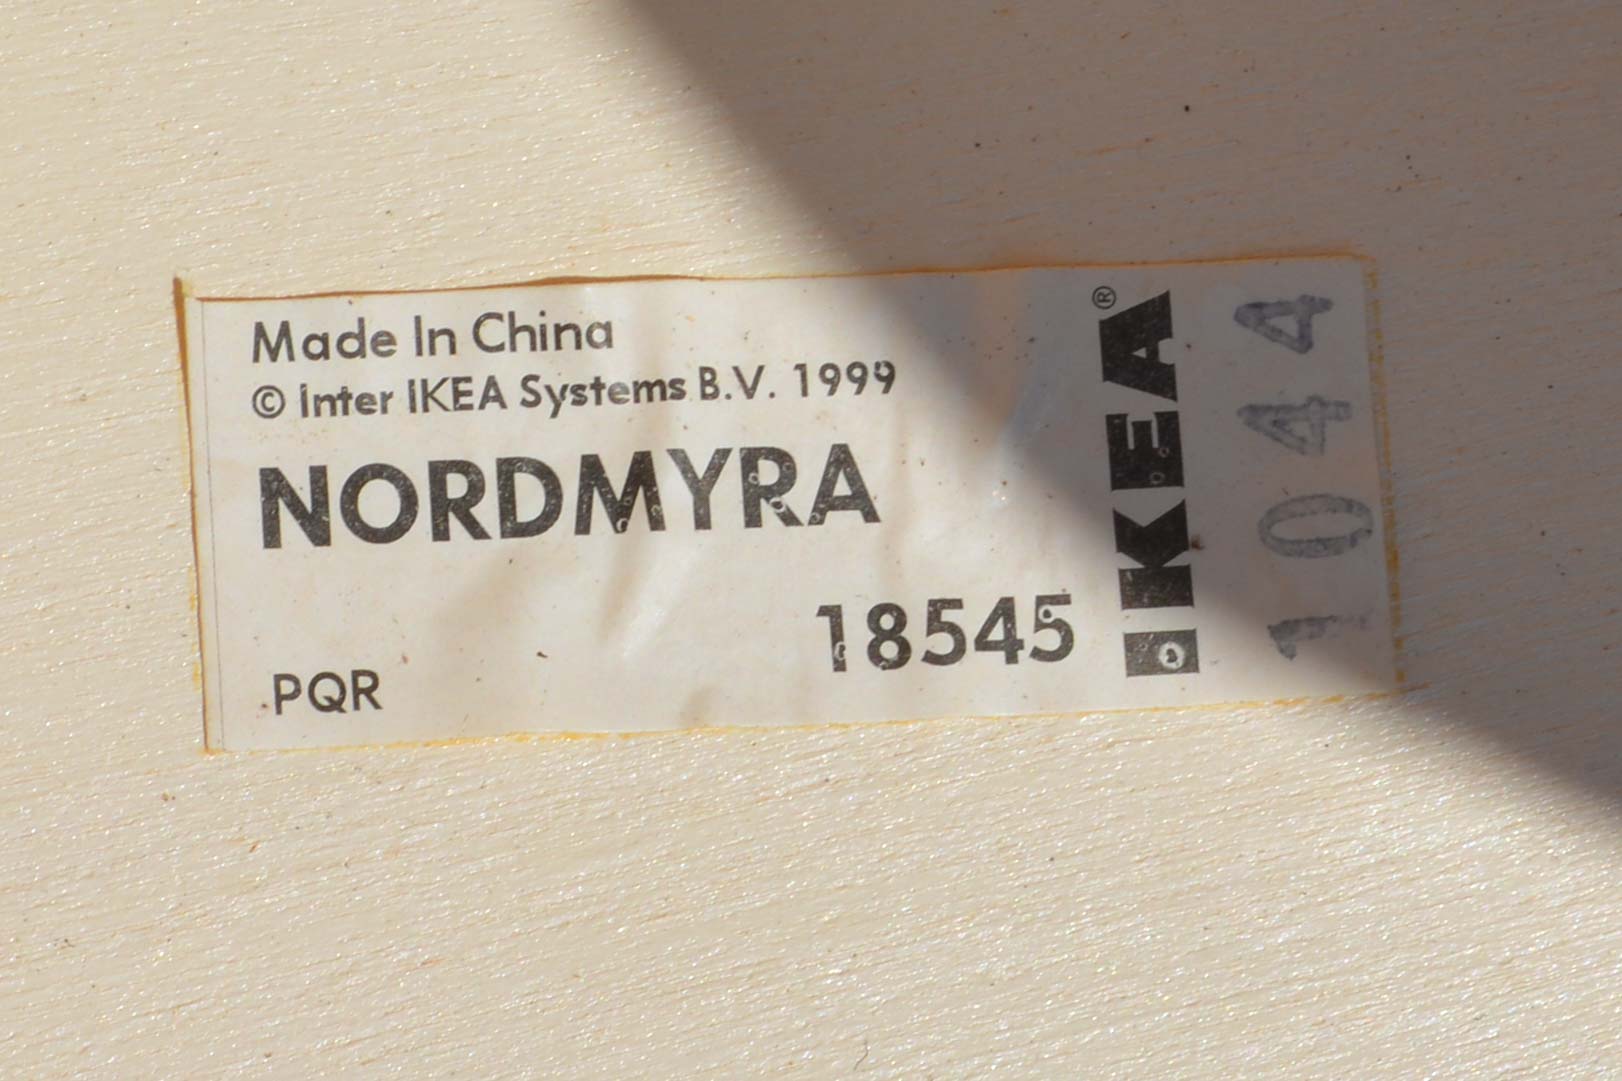 Made In China
© Inter IKEA Systems B.V. 1999
NORDMYRA
18545
PQR
IKEA®
1044